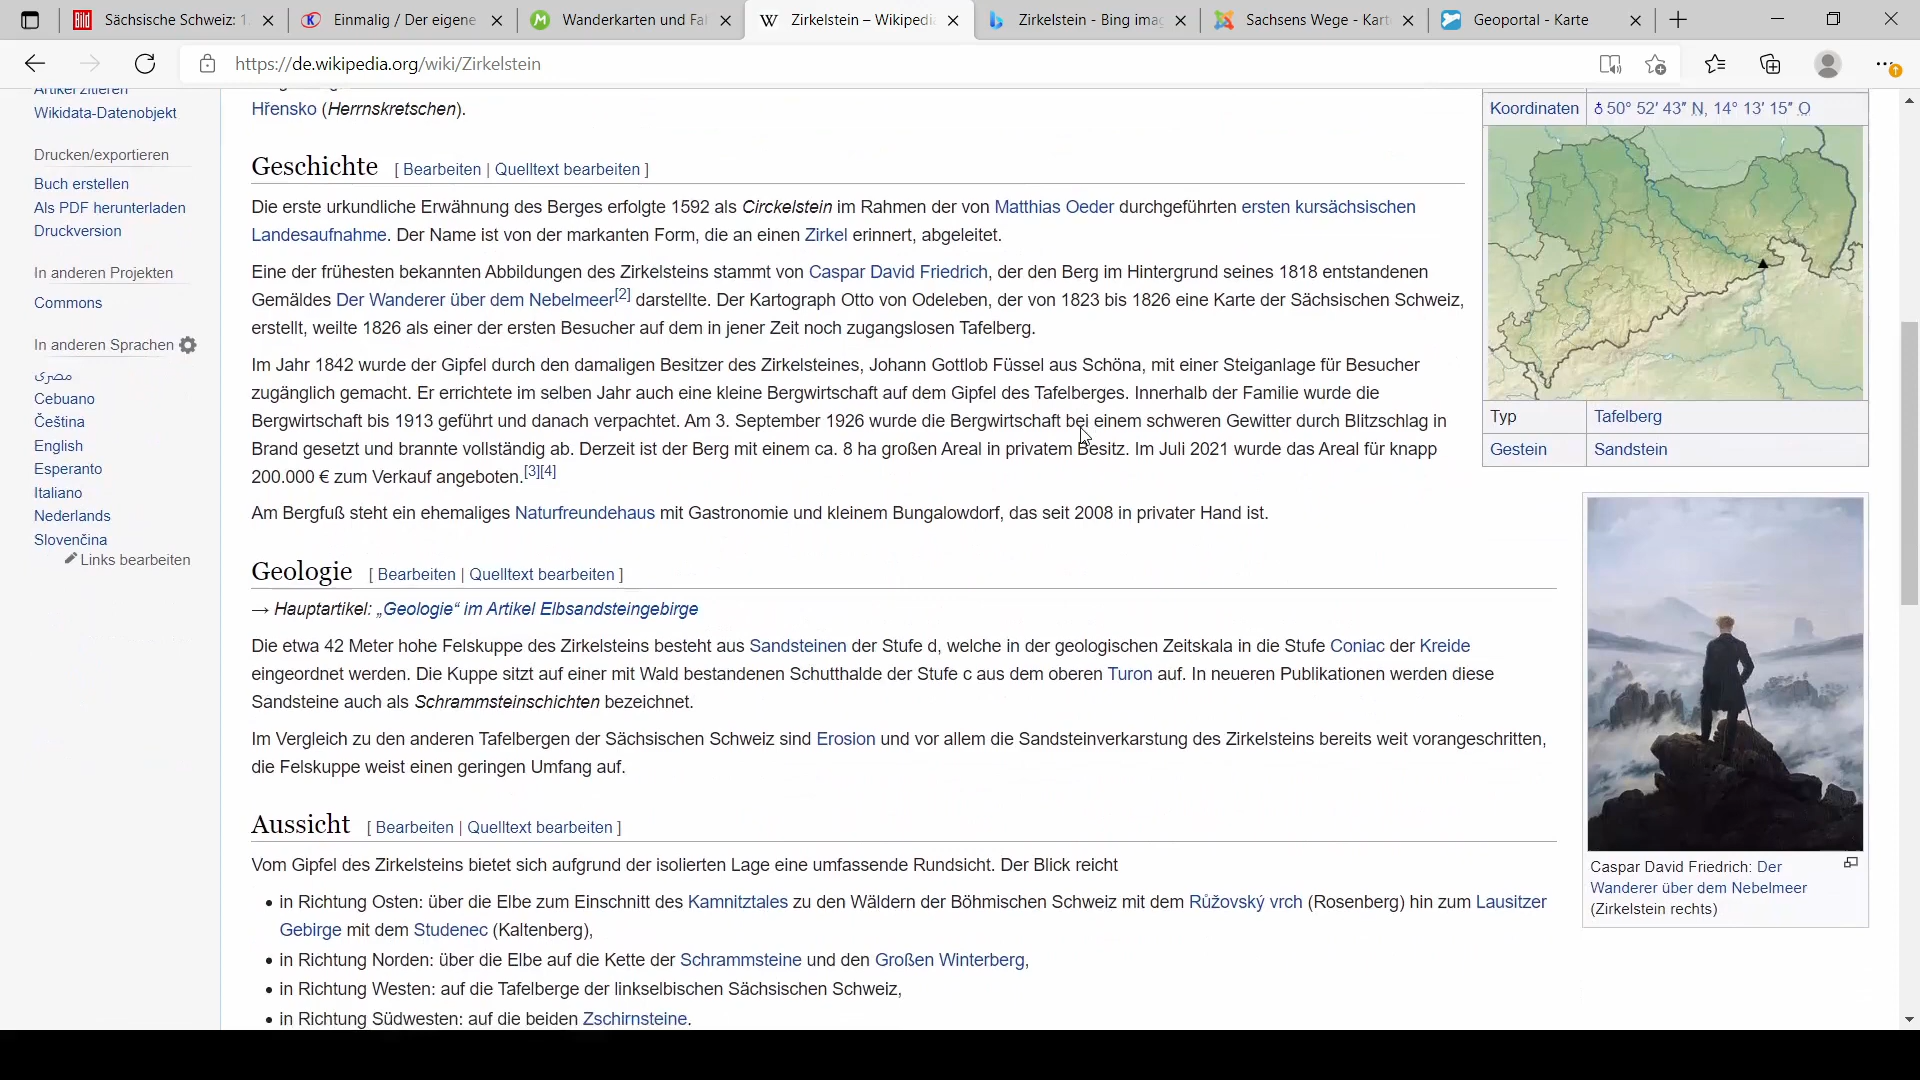 Sächsische Schweiz: 1.
Einmalig / Der eigene
Wanderkarten und Fal
Zirkelstein – Wikipedi
Zirkelstein - Bing imag
Sachsens Wege - Kart
Geoportal - Karte
https://de.wikipedia.org/wiki/Zirkelstein
Artikel zitieren
Wikidata-Datenobjekt
Drucken/exportieren
Buch erstellen
Als PDF herunterladen
Druckversion
In anderen Projekten
Commons
In anderen Sprachen
مصرى
Cebuano
Čeština
English
Esperanto
Italiano
Nederlands
Slovenčina
Links bearbeiten
Hřensko (Herrnskretschen).
Geschichte [ Bearbeiten | Quelltext bearbeiten ]
Die erste urkundliche Erwähnung des Berges erfolgte 1592 als Circkelstein im Rahmen der von Matthias Oeder durchgeführten ersten kursächsischen
Landesaufnahme. Der Name ist von der markanten Form, die an einen Zirkel erinnert, abgeleitet.
Eine der frühesten bekannten Abbildungen des Zirkelsteins stammt von Caspar David Friedrich, der den Berg im Hintergrund seines 1818 entstandenen
Gemäldes Der Wanderer über dem Nebelmeer[2] darstellte. Der Kartograph Otto von Odeleben, der von 1823 bis 1826 eine Karte der Sächsischen Schweiz,
erstellt, weilte 1826 als einer der ersten Besucher auf dem in jener Zeit noch zugangslosen Tafelberg.
Im Jahr 1842 wurde der Gipfel durch den damaligen Besitzer des Zirkelsteines, Johann Gottlob Füssel aus Schöna, mit einer Steiganlage für Besucher
zugänglich gemacht. Er errichtete im selben Jahr auch eine kleine Bergwirtschaft auf dem Gipfel des Tafelberges. Innerhalb der Familie wurde die
Bergwirtschaft bis 1913 geführt und danach verpachtet. Am 3. September 1926 wurde die Bergwirtschaft bei einem schweren Gewitter durch Blitzschlag in
Brand gesetzt und brannte vollständig ab. Derzeit ist der Berg mit einem ca. 8 ha großen Areal in privatem Besitz. Im Juli 2021 wurde das Areal für knapp
200.000 € zum Verkauf angeboten.[3][4]
Am Bergfuß steht ein ehemaliges Naturfreundehaus mit Gastronomie und kleinem Bungalowdorf, das seit 2008 in privater Hand ist.
Geologie [ Bearbeiten | Quelltext bearbeiten ]
→ Hauptartikel: „Geologie“ im Artikel Elbsandsteingebirge
Die etwa 42 Meter hohe Felskuppe des Zirkelsteins besteht aus Sandsteinen der Stufe d, welche in der geologischen Zeitskala in die Stufe Coniac der Kreide
eingeordnet werden. Die Kuppe sitzt auf einer mit Wald bestandenen Schutthalde der Stufe c aus dem oberen Turon auf. In neueren Publikationen werden diese
Sandsteine auch als Schrammsteinschichten bezeichnet.
Im Vergleich zu den anderen Tafelbergen der Sächsischen Schweiz sind Erosion und vor allem die Sandsteinverkarstung des Zirkelsteins bereits weit vorangeschritten,
die Felskuppe weist einen geringen Umfang auf.
Aussicht [ Bearbeiten | Quelltext bearbeiten ]
Vom Gipfel des Zirkelsteins bietet sich aufgrund der isolierten Lage eine umfassende Rundsicht. Der Blick reicht
• in Richtung Osten: über die Elbe zum Einschnitt des Kamnitztales zu den Wäldern der Böhmischen Schweiz mit dem Růžovský vrch (Rosenberg) hin zum Lausitzer
Gebirge mit dem Studenec (Kaltenberg),
• in Richtung Norden: über die Elbe auf die Kette der Schrammsteine und den Großen Winterberg,
• in Richtung Westen: auf die Tafelberge der linkselbischen Sächsischen Schweiz,
• in Richtung Südwesten: auf die beiden Zschirnsteine.
Koordinaten 50° 52′ 43″ N, 14° 13′ 15″ O
Typ Tafelberg
Gestein Sandstein
Caspar David Friedrich: Der
Wanderer über dem Nebelmeer
(Zirkelstein rechts)